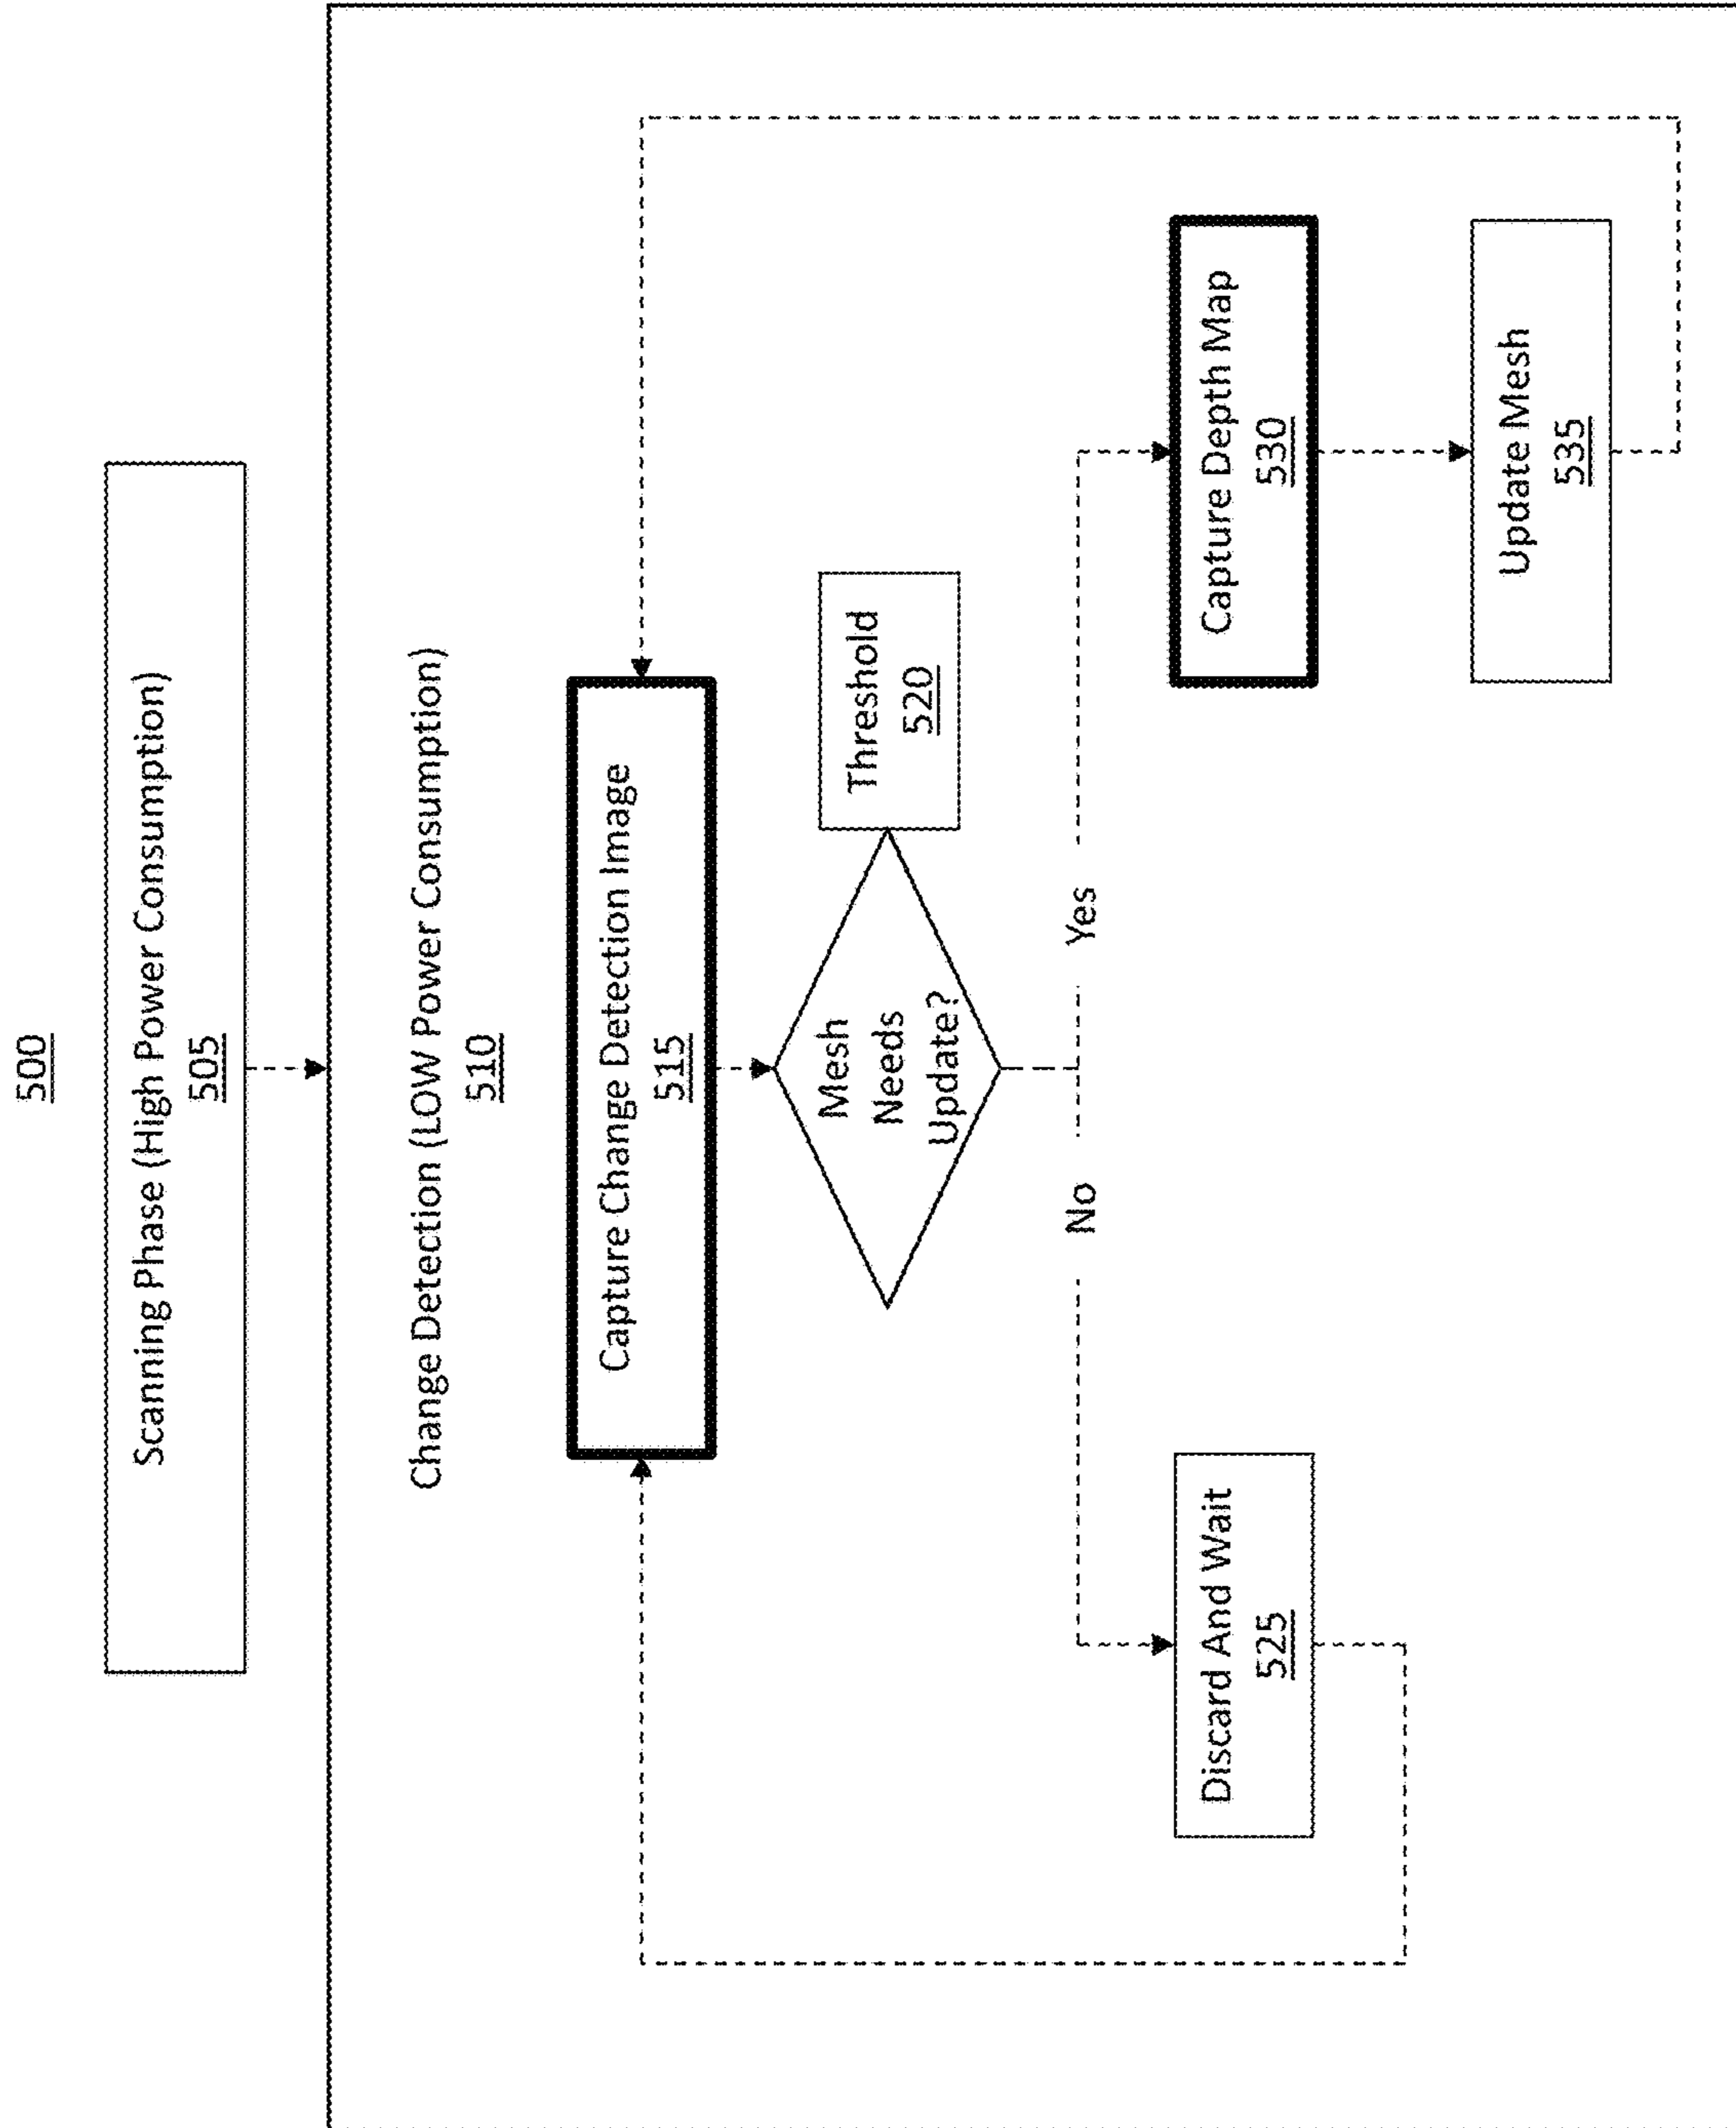 500
Scanning Phase (High Power Consumption)
505
Change Detection (LOW Power Consumption)
510
Capture Change Detection Image
515
Mesh
Needs
Update?
Threshold
520
No
Yes
Discard And Wait
525
Capture Depth Map
530
Update Mesh
535